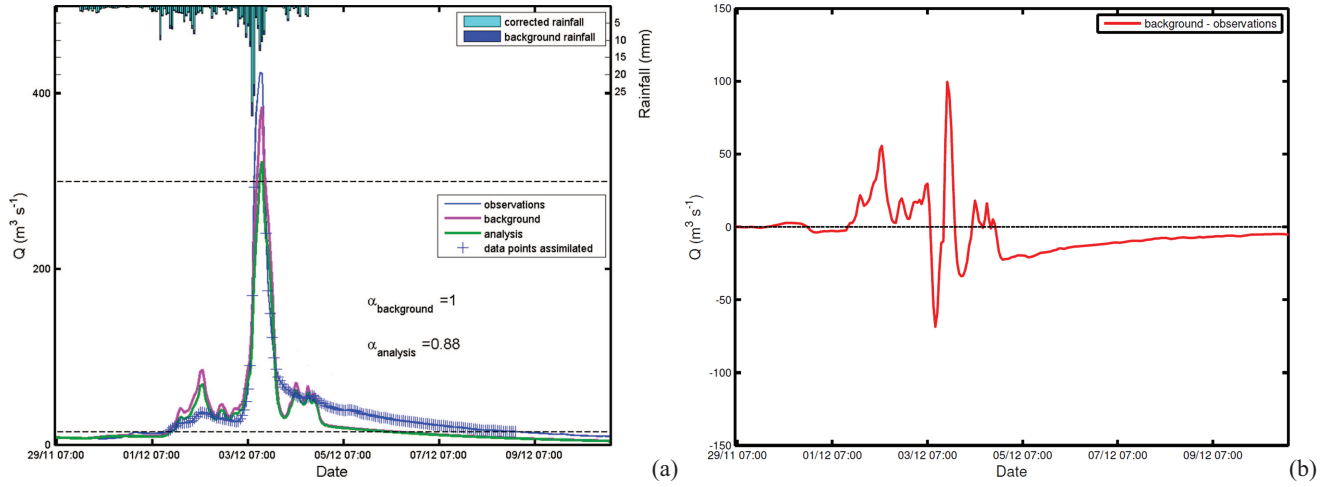 corrected rainfall
background rainfall
5
10
15
20
25
Rainfall (mm)
400
200
0
Q (m³ s⁻¹)
observations
background
analysis
data points assimilated
α_background =1
α_analysis =0.88
29/11 07:00 01/12 07:00 03/12 07:00 05/12 07:00 07/12 07:00 09/12 07:00
Date
(a)
background - observations
150
100
50
0
-50
-100
-150
Q (m³ s⁻¹)
29/11 07:00 01/12 07:00 03/12 07:00 05/12 07:00 07/12 07:00 09/12 07:00
Date
(b)